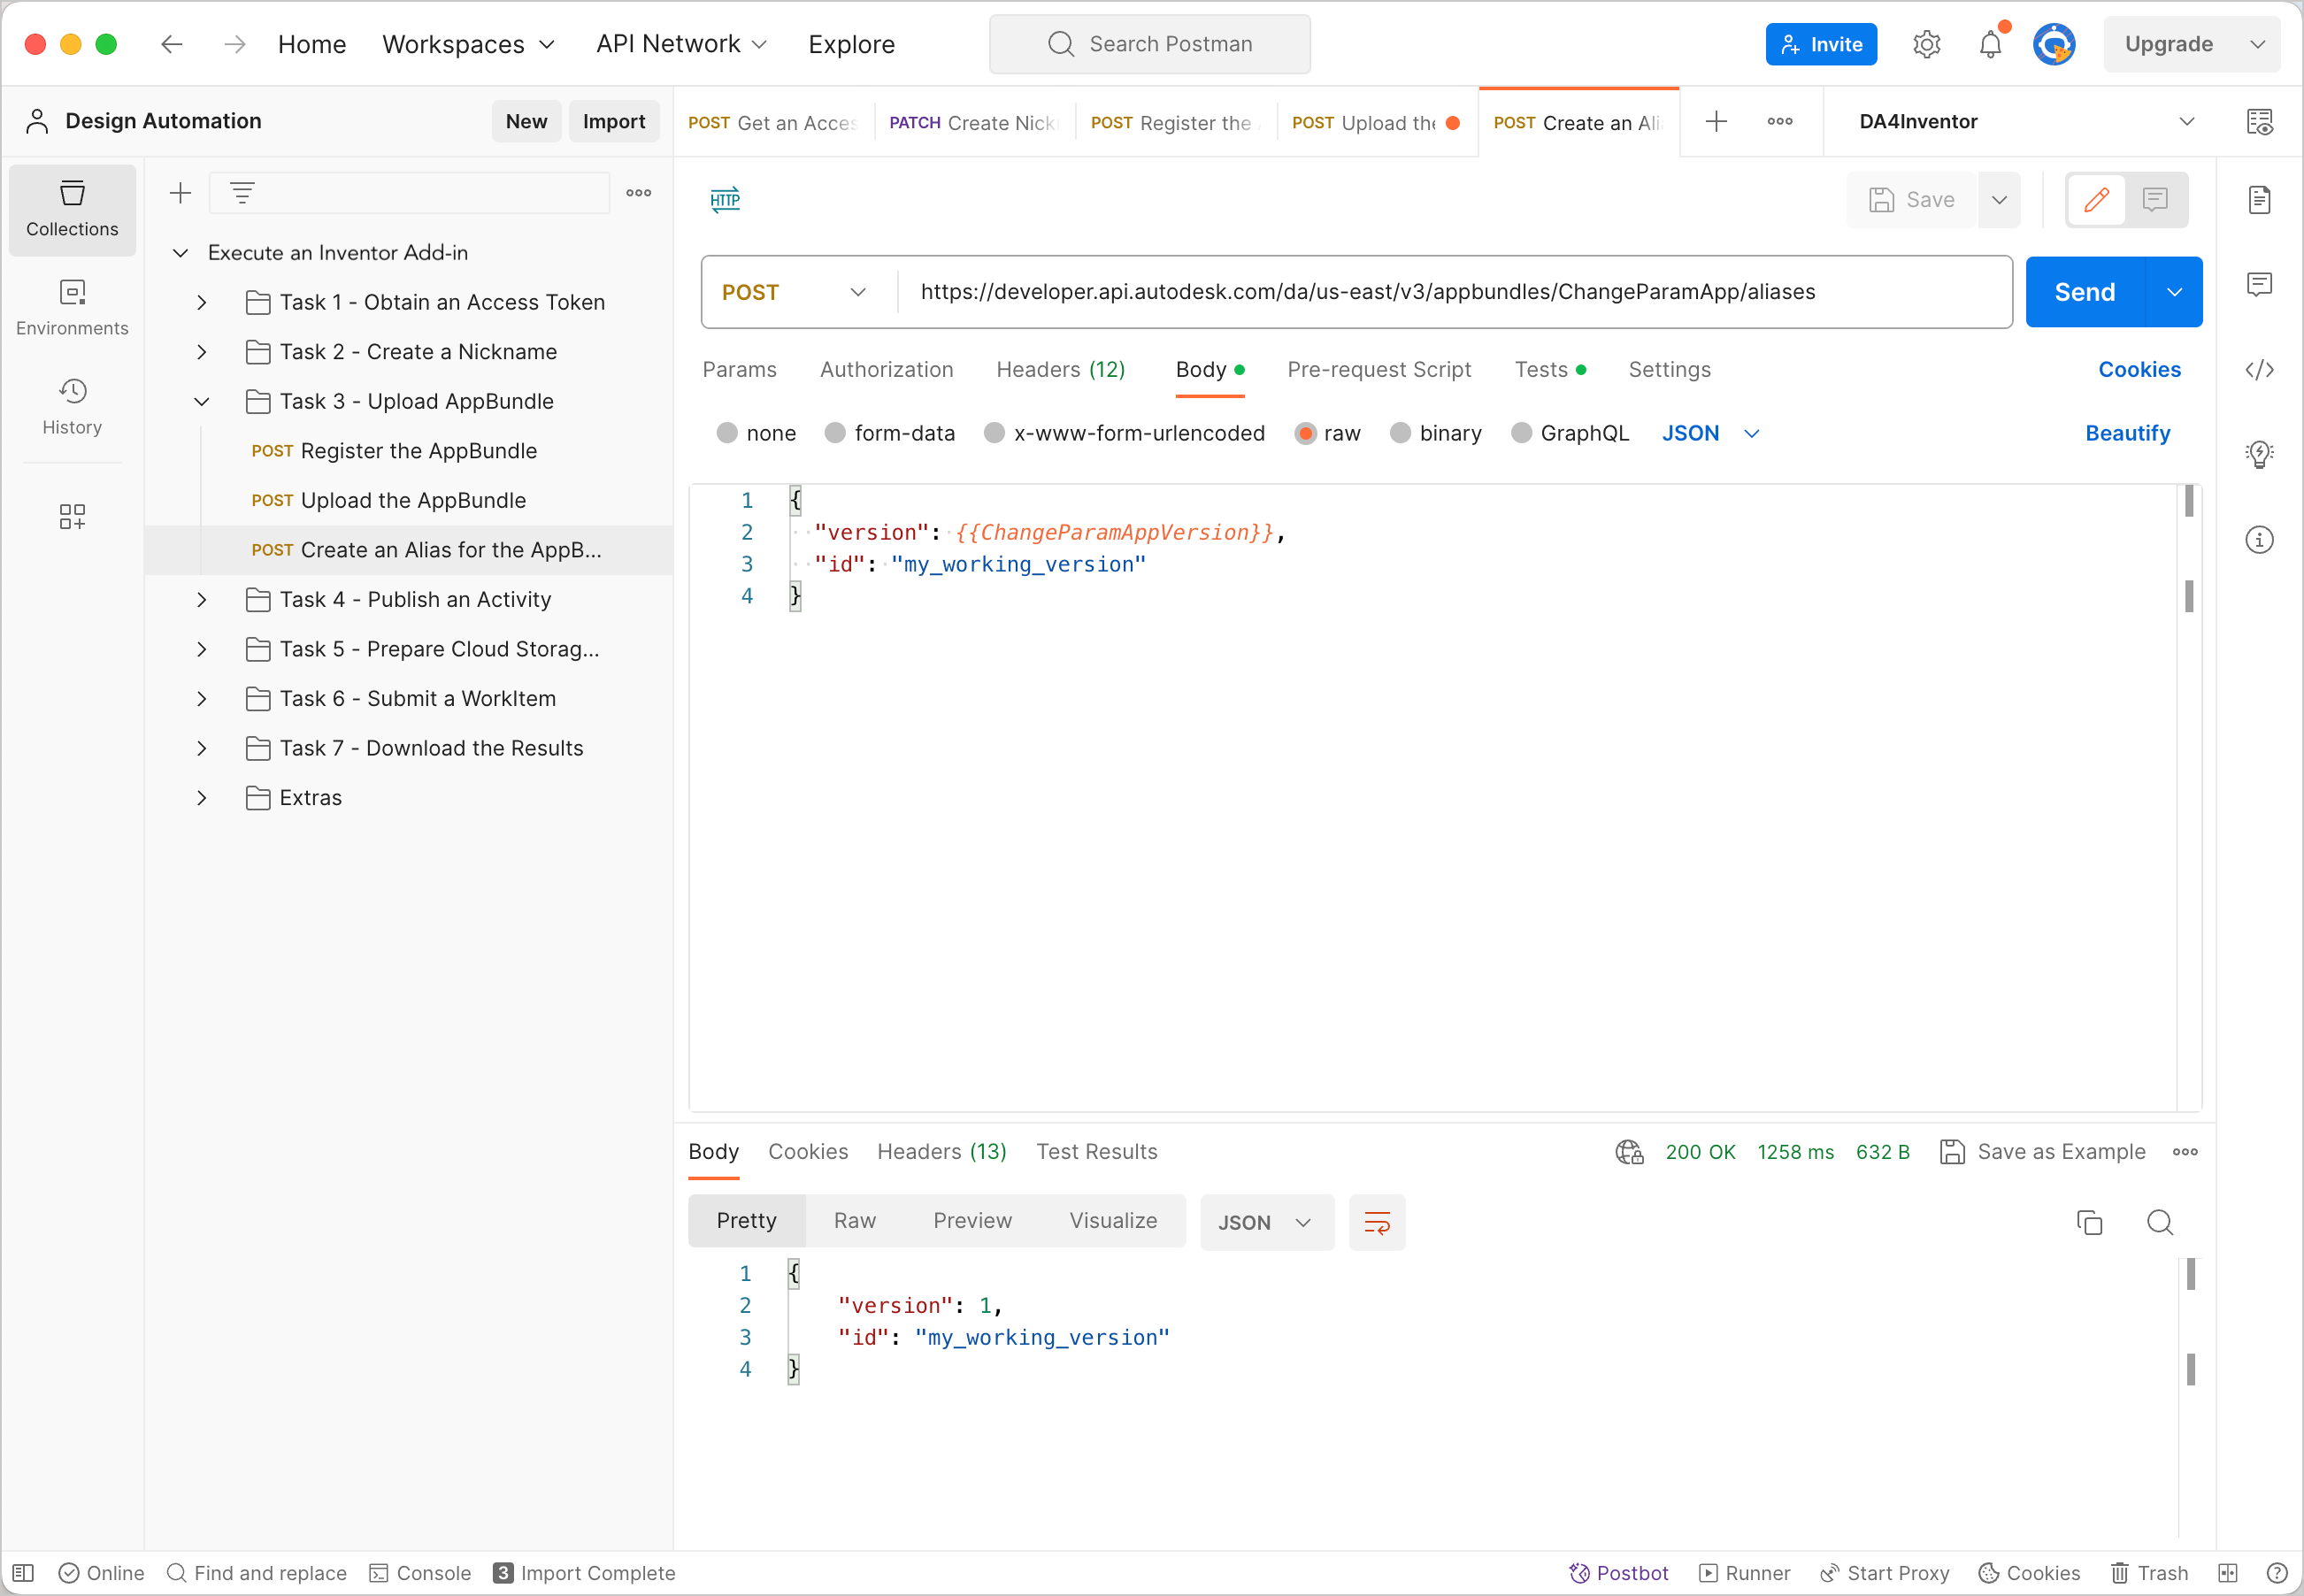 Home Workspaces API Network Explore Search Postman Invite Upgrade
Design Automation New Import
POST Get an Acces PATCH Create Nick POST Register the POST Upload the POST Create an Ali DA4Inventor
Collections
Environments
History
Execute an Inventor Add-in
Task 1 - Obtain an Access Token
Task 2 - Create a Nickname
Task 3 - Upload AppBundle
POST Register the AppBundle
POST Upload the AppBundle
POST Create an Alias for the AppB...
Task 4 - Publish an Activity
Task 5 - Prepare Cloud Storag...
Task 6 - Submit a WorkItem
Task 7 - Download the Results
Extras
HTTP Save
POST https://developer.api.autodesk.com/da/us-east/v3/appbundles/ChangeParamApp/aliases Send
Params Authorization Headers (12) Body Pre-request Script Tests Settings Cookies
none form-data x-www-form-urlencoded raw binary GraphQL JSON Beautify
1 {
2 "version": {{ChangeParamAppVersion}},
3 "id": "my_working_version"
4 }
Body Cookies Headers (13) Test Results 200 OK 1258 ms 632 B Save as Example
Pretty Raw Preview Visualize JSON
1 {
2 "version": 1,
3 "id": "my_working_version"
4 }
Online Find and replace Console 3 Import Complete Postbot Runner Start Proxy Cookies Trash